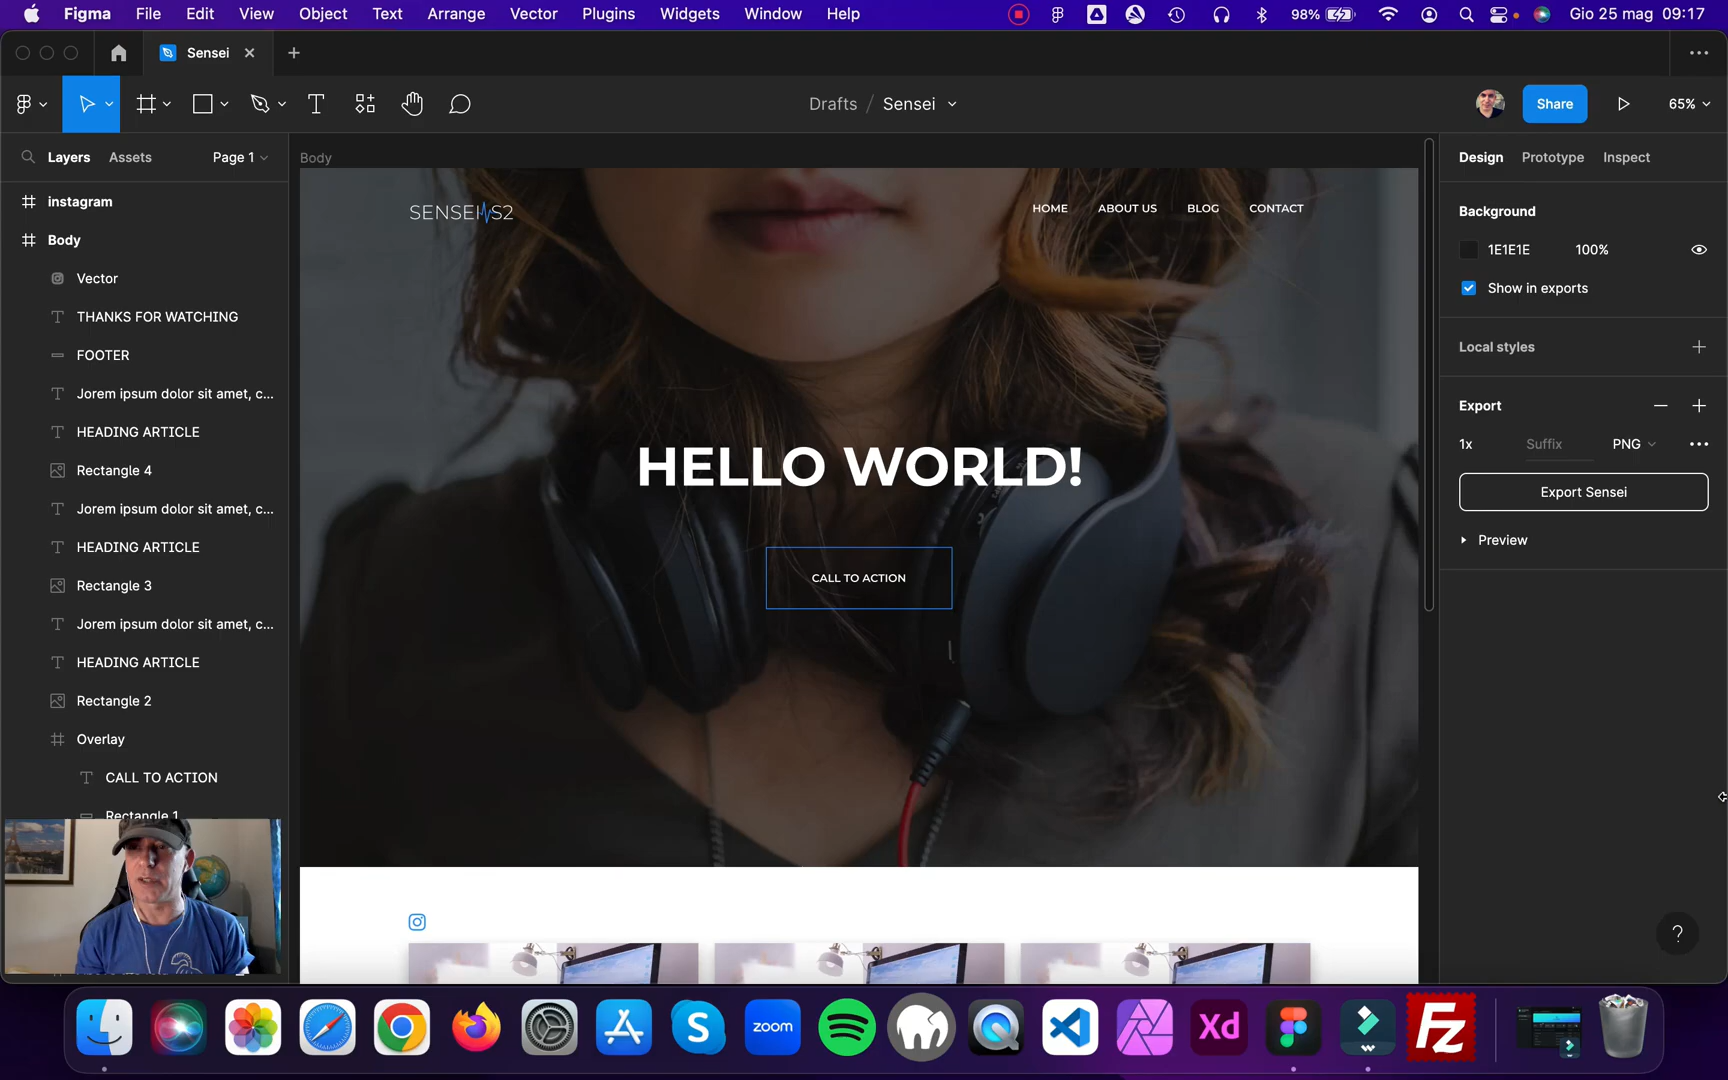 Figma File Edit View Object Text Arrange Vector Plugins Widgets Window Help 98% Gio 25 mag 09:17
Sensei
Drafts / Sensei Share 65%
Layers Assets Page 1
instagram
Body
Vector
THANKS FOR WATCHING
FOOTER
Jorem ipsum dolor sit amet, c...
HEADING ARTICLE
Rectangle 4
Jorem ipsum dolor sit amet, c...
HEADING ARTICLE
Rectangle 3
Jorem ipsum dolor sit amet, c...
HEADING ARTICLE
Rectangle 2
Overlay
CALL TO ACTION
Rectangle 1
Body
SENSEI S2 HOME ABOUT US BLOG CONTACT
HELLO WORLD!
CALL TO ACTION
Design Prototype Inspect
Background
1E1E1E 100%
Show in exports
Local styles
Export
1x Suffix PNG
Export Sensei
Preview
?
zoom Xd FZ